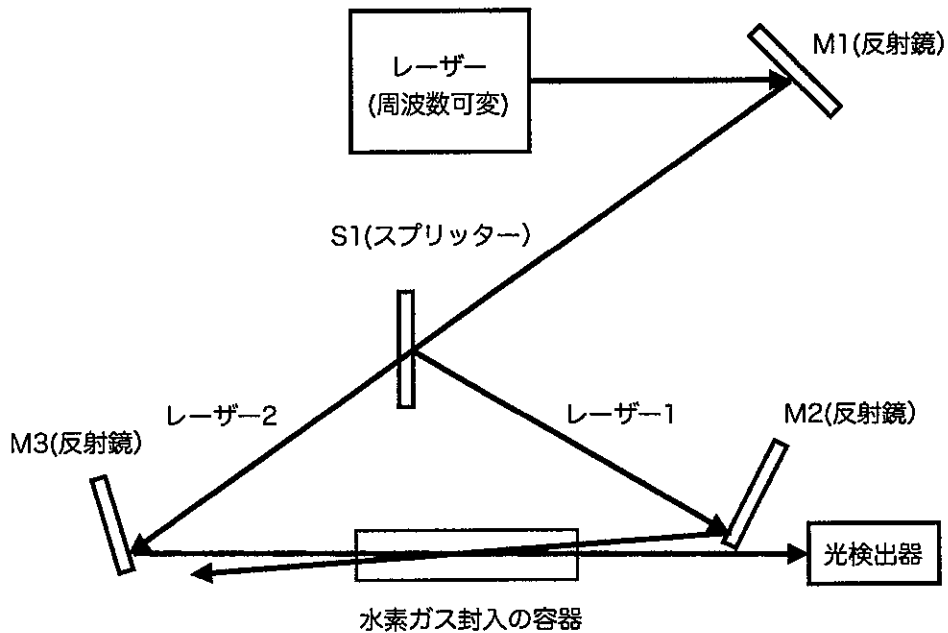 レーザー
(周波数可変)
M1(反射鏡)
S1(スプリッター)
レーザー2
レーザー1
M2(反射鏡)
M3(反射鏡)
光検出器
水素ガス封入の容器